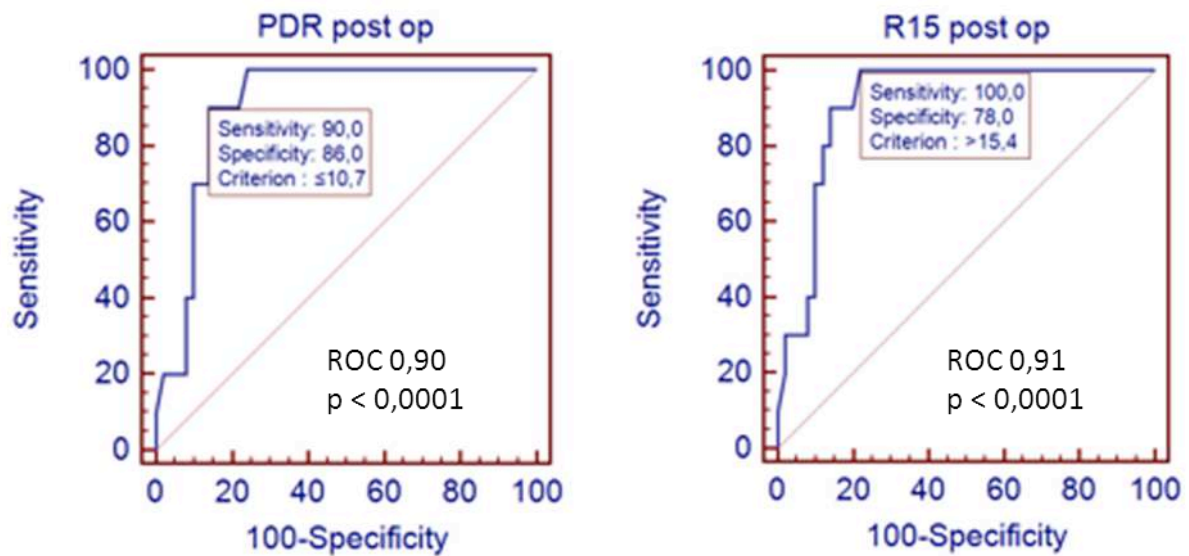 PDR post op
100
80
60
40
20
0
Sensitivity
Sensitivity: 90,0
Specificity: 86,0
Criterion : ≤10,7
ROC 0,90
p < 0,0001
0 20 40 60 80 100
100-Specificity
R15 post op
100
80
60
40
20
0
Sensitivity
Sensitivity: 100,0
Specificity: 78,0
Criterion : >15,4
ROC 0,91
p < 0,0001
0 20 40 60 80 100
100-Specificity